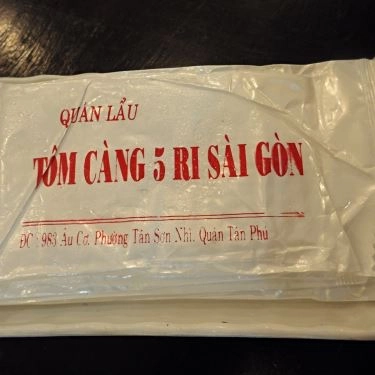 QUÁN LẨU
TÔM CÀNG 5 RI SÀI GÒN
ĐC : 983 Âu Cơ. Phường Tân Sơn Nhì. Quận Tân Phú